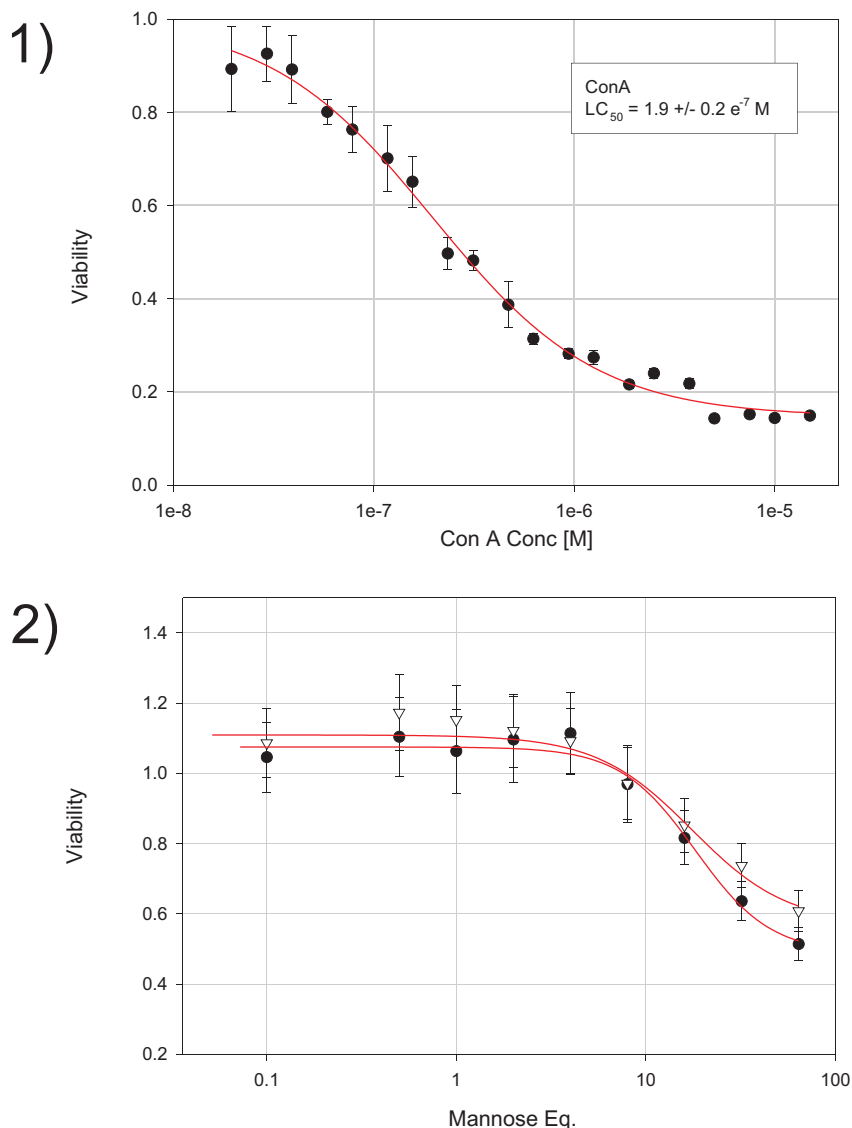 1)
1.0
0.8
0.6
0.4
0.2
0.0
Viability
ConA
LC50 = 1.9 +/- 0.2 e-7 M
1e-8 1e-7 1e-6 1e-5
Con A Conc [M]
2)
1.4
1.2
1.0
0.8
0.6
0.4
0.2
Viability
0.1 1 10 100
Mannose Eq.